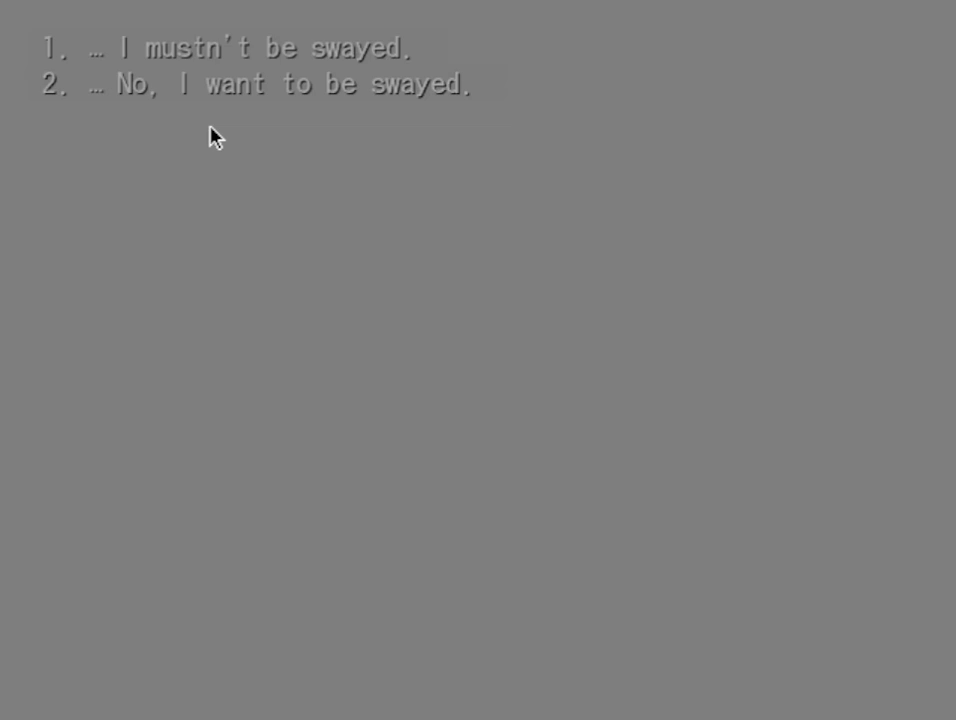 1. … I mustn't be swayed.
2. … No, I want to be swayed.